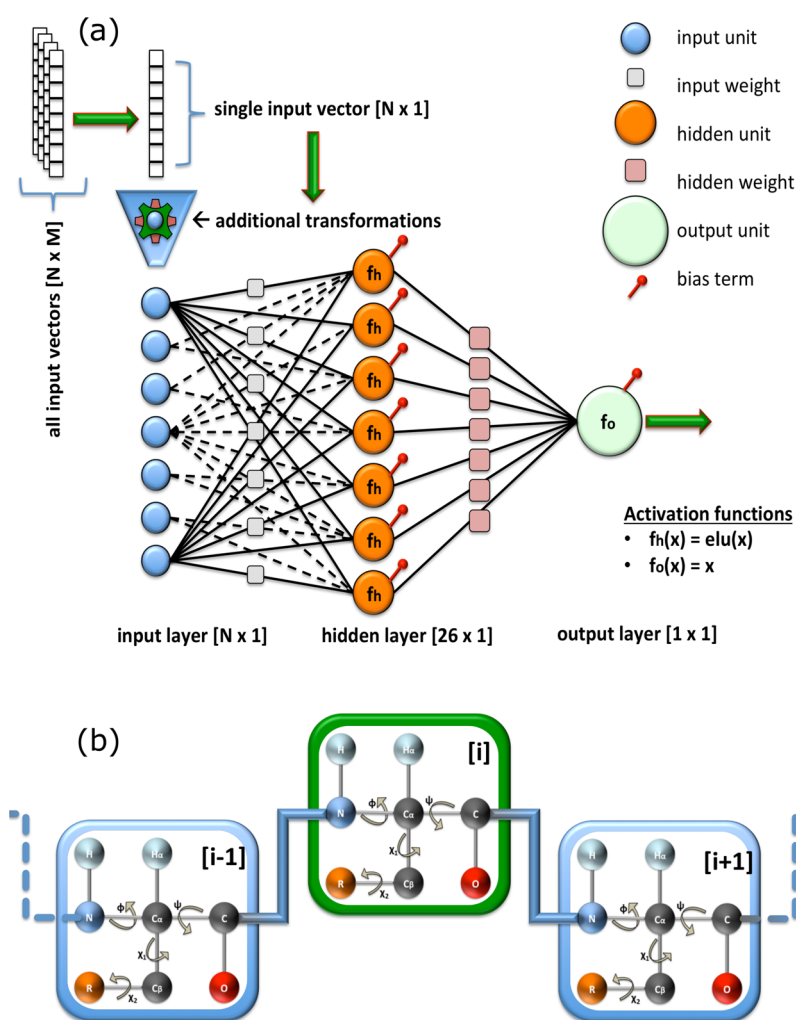 (a)
single input vector [N x 1]
← additional transformations
all input vectors [N x M]
input unit
input weight
hidden unit
hidden weight
output unit
bias term
fh
fh
fh
fh
fh
fh
fh
fo
Activation functions
• fh(x) = elu(x)
• fo(x) = x
input layer [N x 1]
hidden layer [26 x 1]
output layer [1 x 1]
(b)
[i-1]
H
Hα
N
ϕ
Cα
ψ
C
χ1
R
χ2
Cβ
O
[i]
H
Hα
N
ϕ
Cα
ψ
C
χ1
R
χ2
Cβ
O
[i+1]
H
Hα
N
ϕ
Cα
ψ
C
χ1
R
χ2
Cβ
O